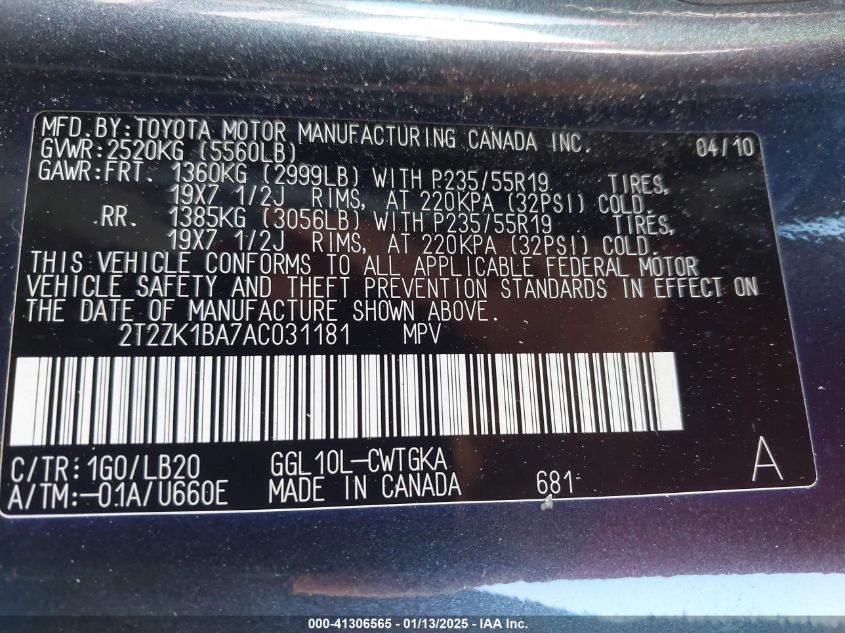 MFD.BY:TOYOTA MOTOR MANUFACTURING CANADA INC. 04/10
GVWR:2520KG (5560LB)
GAWR:FRT. 1360KG (2999LB) WITH P235/55R19 TIRES,
19X7 1/2J RIMS, AT 220KPA (32PSI) COLD.
.RR. 1385KG (3056LB) WITH P235/55R19 TIRES,
19X7 1/2J RIMS, AT 220KPA (32PSI) COLD.
THIS VEHICLE CONFORMS TO ALL APPLICABLE FEDERAL MOTOR
VEHICLE SAFETY AND THEFT PREVENTION STANDARDS IN EFFECT ON
THE DATE OF MANUFACTURE SHOWN ABOVE.
2T2ZK1BA7AC031181 MPV
C/TR:1G0/LB20 GGL10L-CWTGKA A
A/TM:-01A/U660E MADE IN CANADA 681
000-41306565 - 01/13/2025 - IAA Inc.